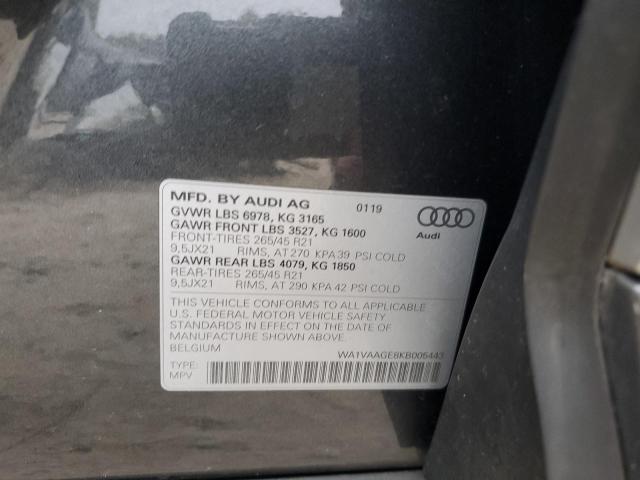 MFD. BY AUDI AG 0119
GVWR LBS 6978, KG 3165
GAWR FRONT LBS 3527, KG 1600
FRONT-TIRES 265/45 R21
9,5JX21 RIMS, AT 270 KPA 39 PSI COLD
GAWR REAR LBS 4079, KG 1850
REAR-TIRES 265/45 R21
9,5JX21 RIMS, AT 290 KPA 42 PSI COLD
Audi
THIS VEHICLE CONFORMS TO ALL APPLICABLE
U.S. FEDERAL MOTOR VEHICLE SAFETY
STANDARDS IN EFFECT ON THE DATE OF
MANUFACTURE SHOWN ABOVE.
BELGIUM
WA1VAAGE8KB005443
TYPE:
MPV